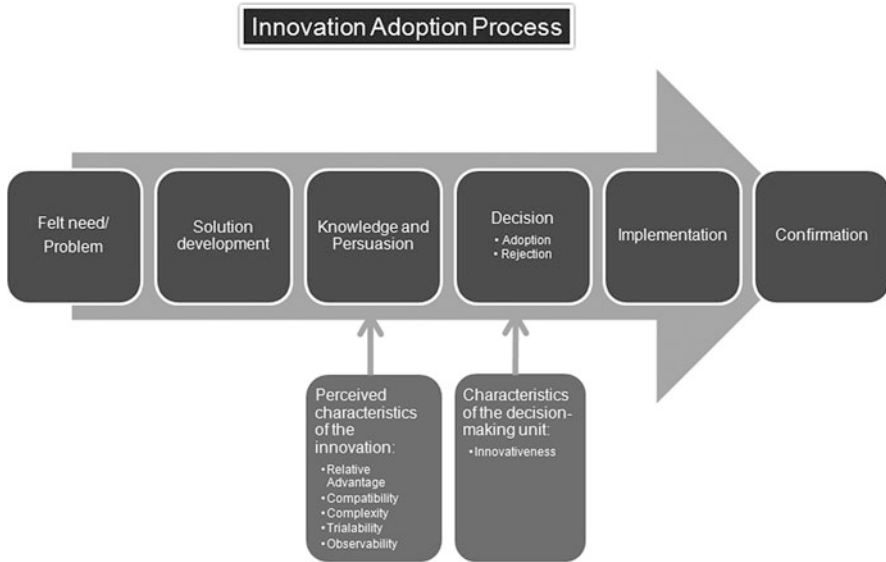 Innovation Adoption Process
Felt need/
Problem
Solution
development
Knowledge and
Persuasion
Decision
• Adoption
• Rejection
Implementation
Confirmation
Perceived
characteristics
of the
innovation:
• Relative
Advantage
• Compatibility
• Complexity
• Trialability
• Observability
Characteristics
of the decision-
making unit:
• Innovativeness